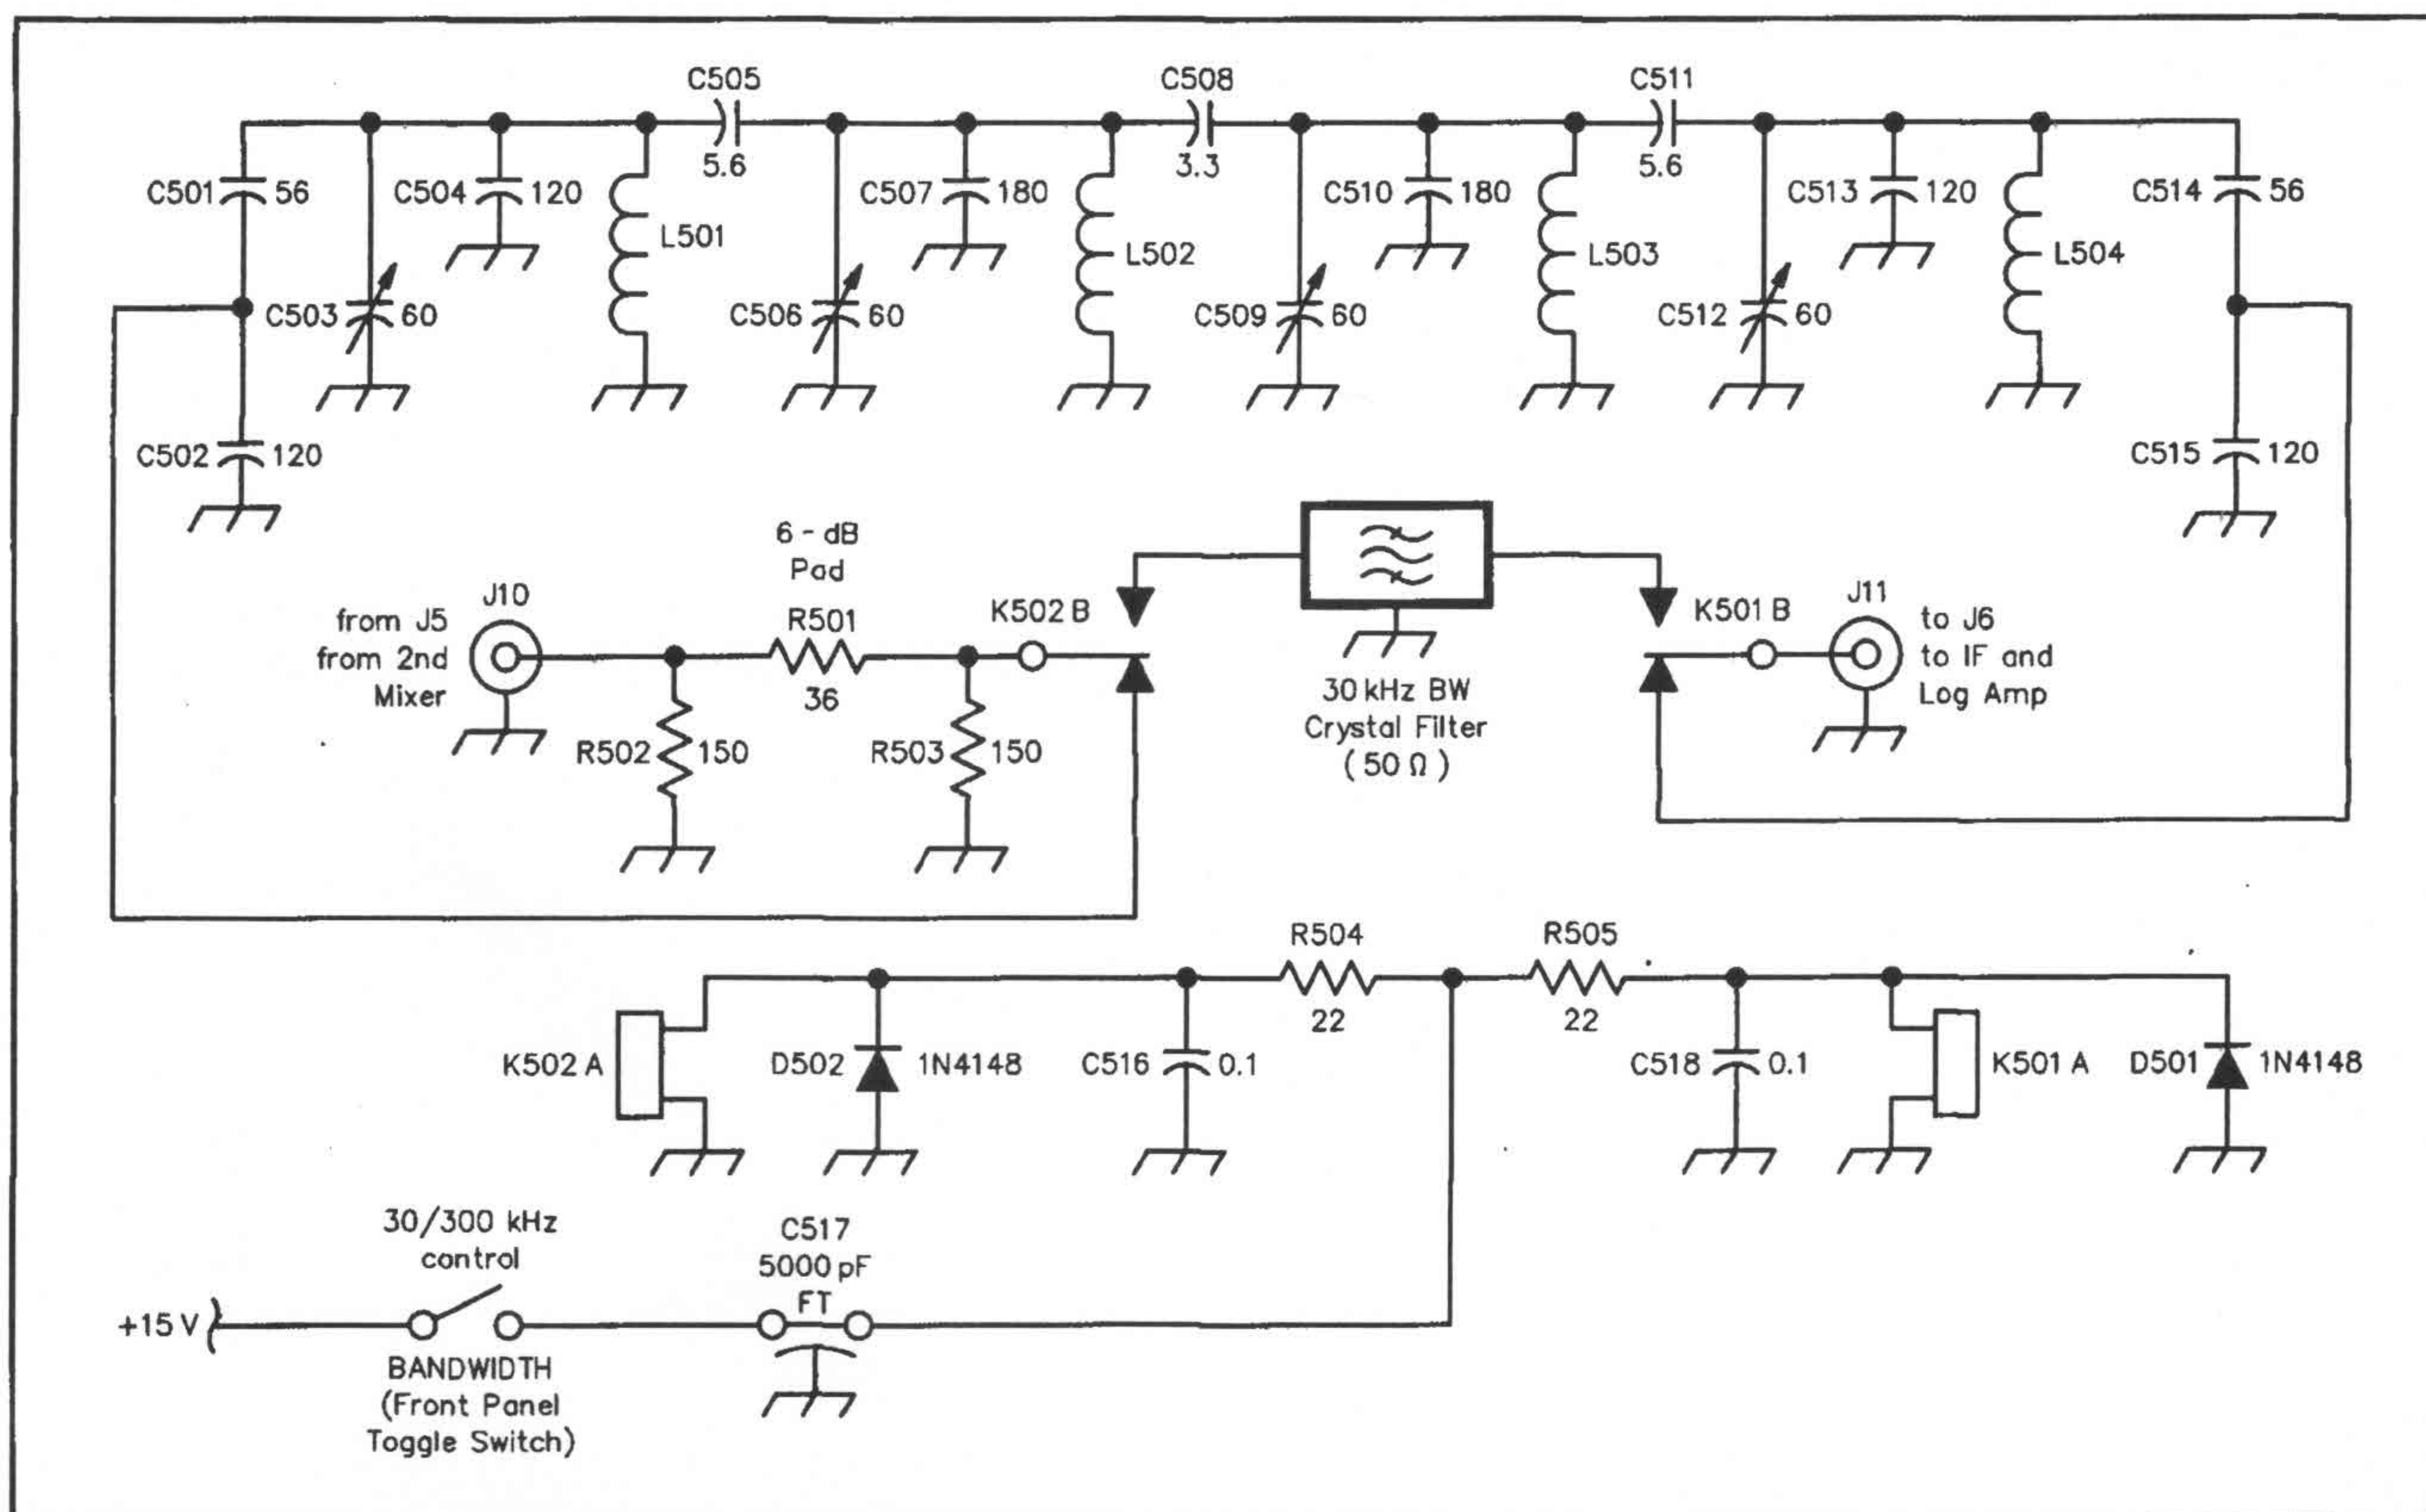 C505
C508
C511
5.6
3.3
5.6
C501
56
C504
120
C507
180
C510
180
C513
120
C514
56
L501
L502
L503
L504
C503
60
C506
60
C509
60
C512
60
C502
120
C515
120
6 - dB
Pad
J10
from J5
from 2nd
Mixer
R501
36
K502 B
R502
150
R503
150
30 kHz BW
Crystal Filter
( 50 Ω )
K501 B
J11
to J6
to IF and
Log Amp
R504
22
R505
22
K502 A
D502
1N4148
C516
0.1
C518
0.1
K501 A
D501
1N4148
30/300 kHz
control
C517
5000 pF
FT
+15 V
BANDWIDTH
(Front Panel
Toggle Switch)